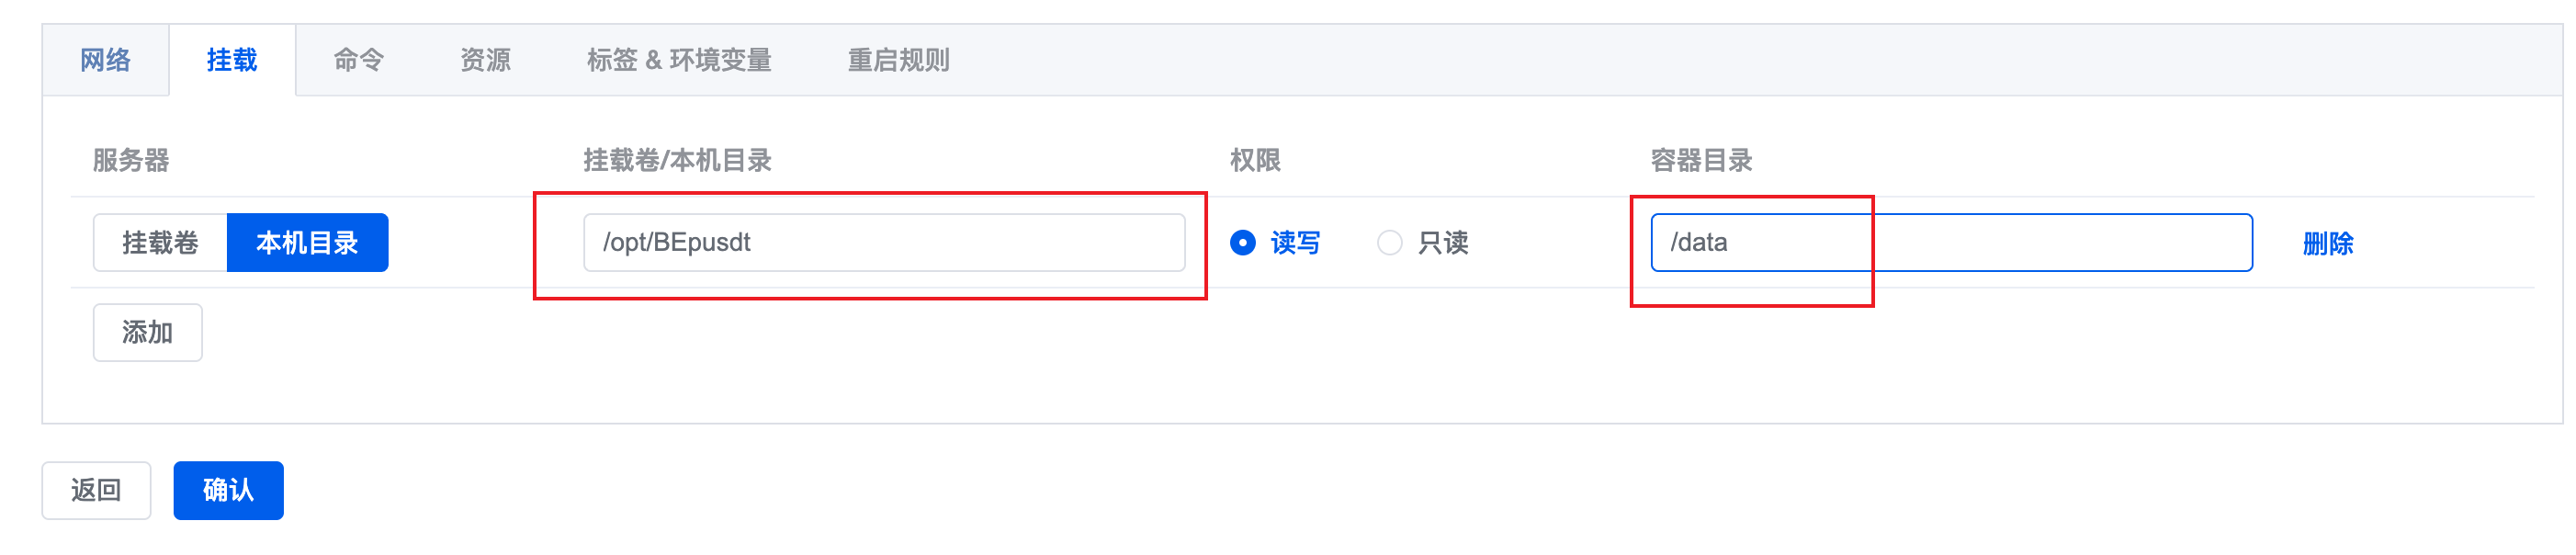 网络 挂载 命令 资源 标签 & 环境变量 重启规则
服务器 挂载卷/本机目录 权限 容器目录
挂载卷 本机目录 /opt/BEpusdt 读写 只读 /data 删除
添加
返回 确认